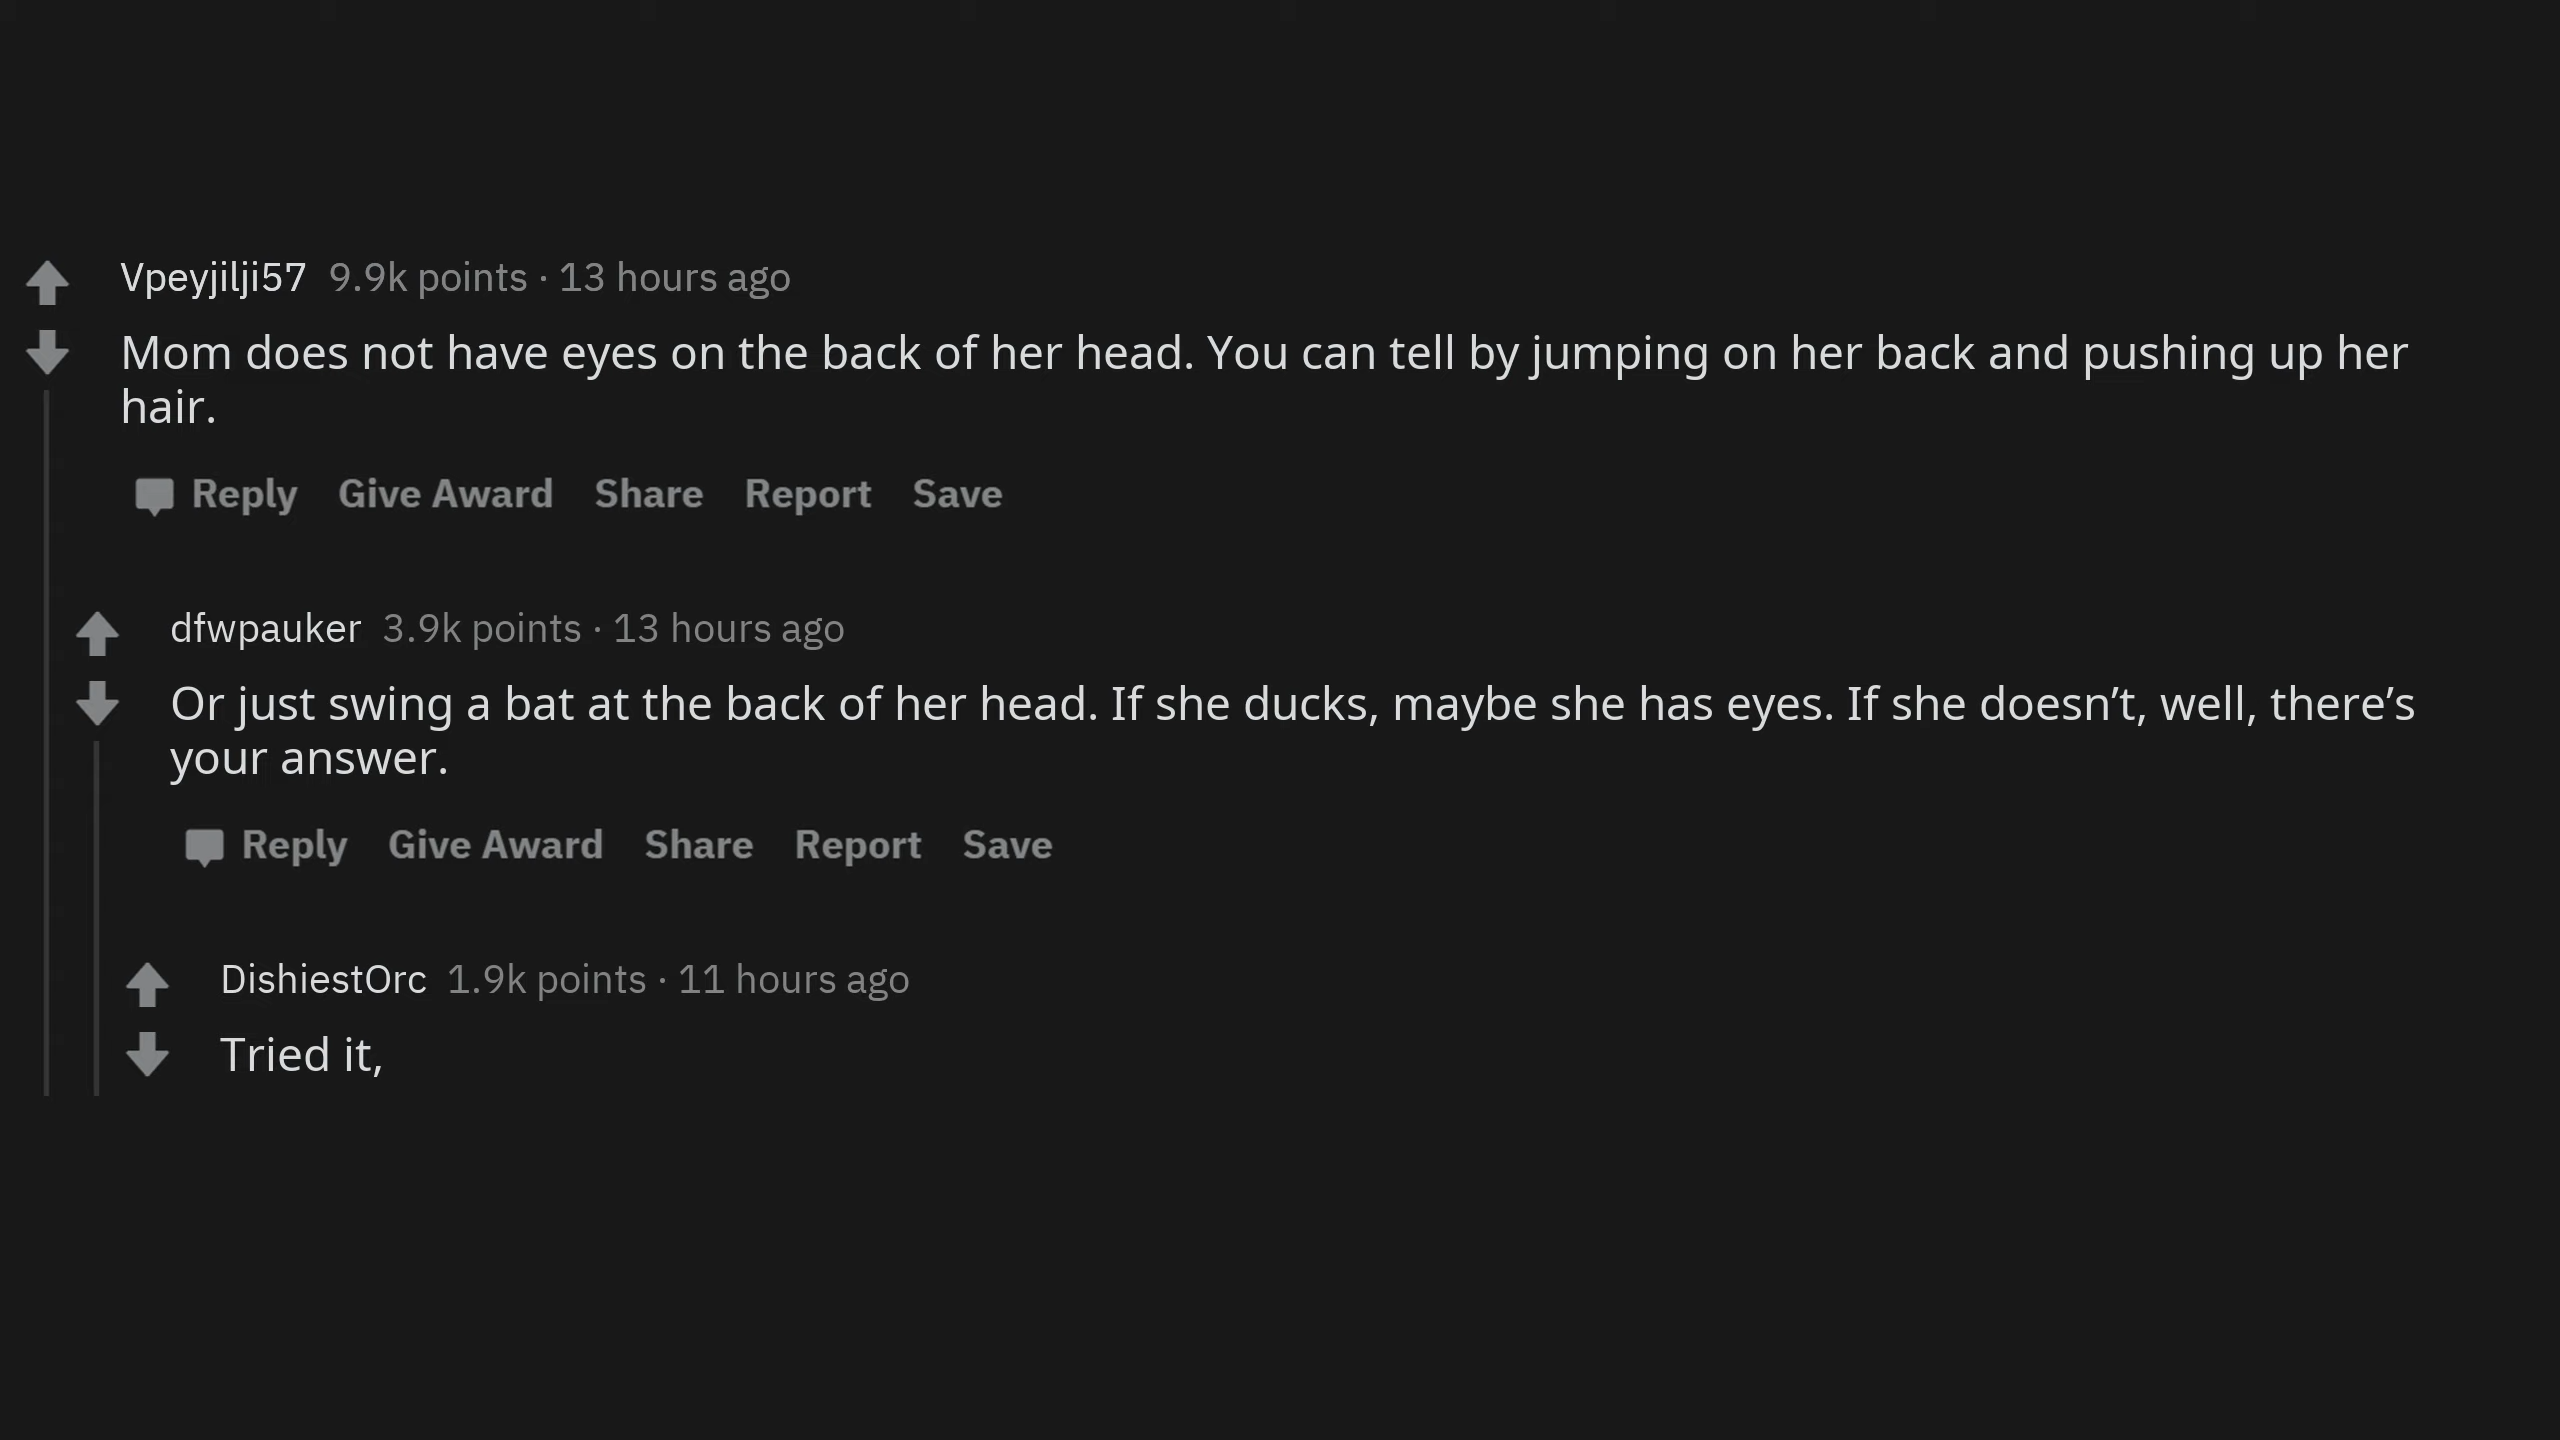 Vpeyjilji57 9.9k points · 13 hours ago
Mom does not have eyes on the back of her head. You can tell by jumping on her back and pushing up her
hair.
Reply Give Award Share Report Save
dfwpauker 3.9k points · 13 hours ago
Or just swing a bat at the back of her head. If she ducks, maybe she has eyes. If she doesn’t, well, there’s
your answer.
Reply Give Award Share Report Save
DishiestOrc 1.9k points · 11 hours ago
Tried it,